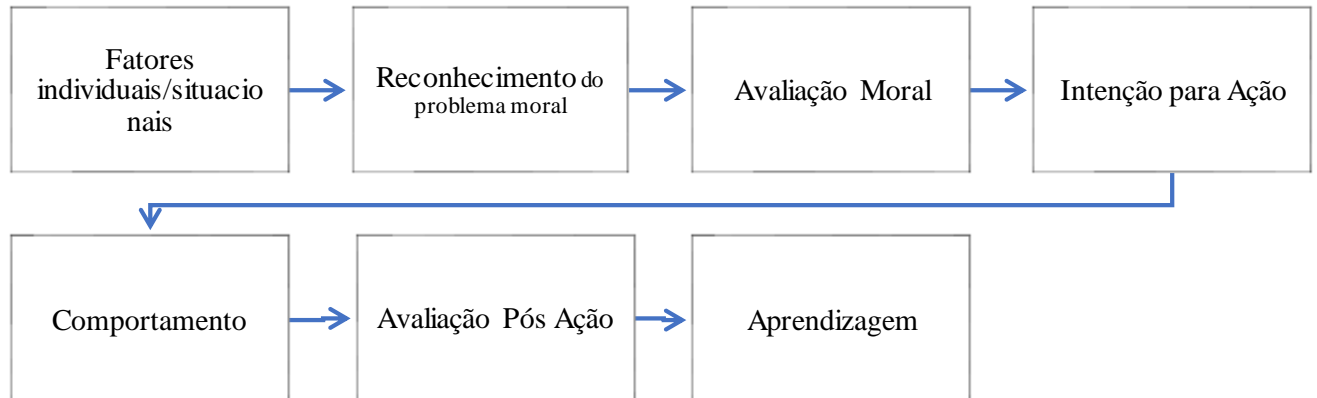 Fatores
individuais/situacio
nais
Reconhecimento do
problema moral
Avaliação Moral
Intenção para Ação
Comportamento
Avaliação Pós Ação
Aprendizagem